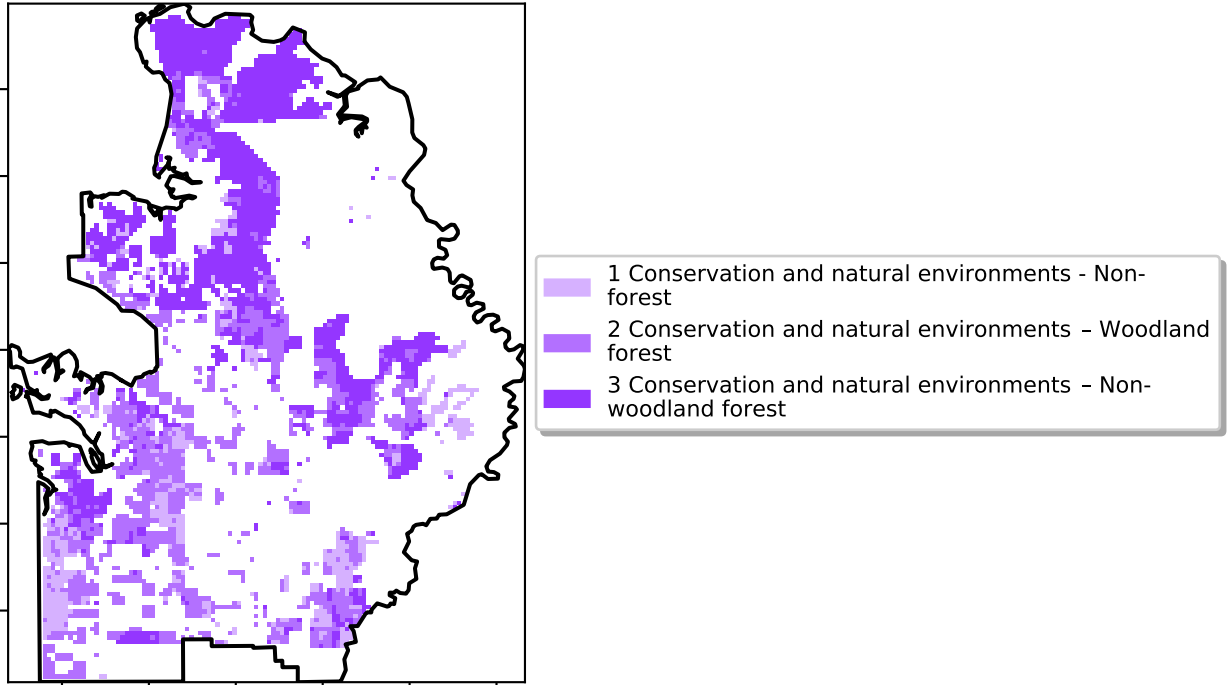 1 Conservation and natural environments - Non-
forest
2 Conservation and natural environments – Woodland
forest
3 Conservation and natural environments – Non-
woodland forest